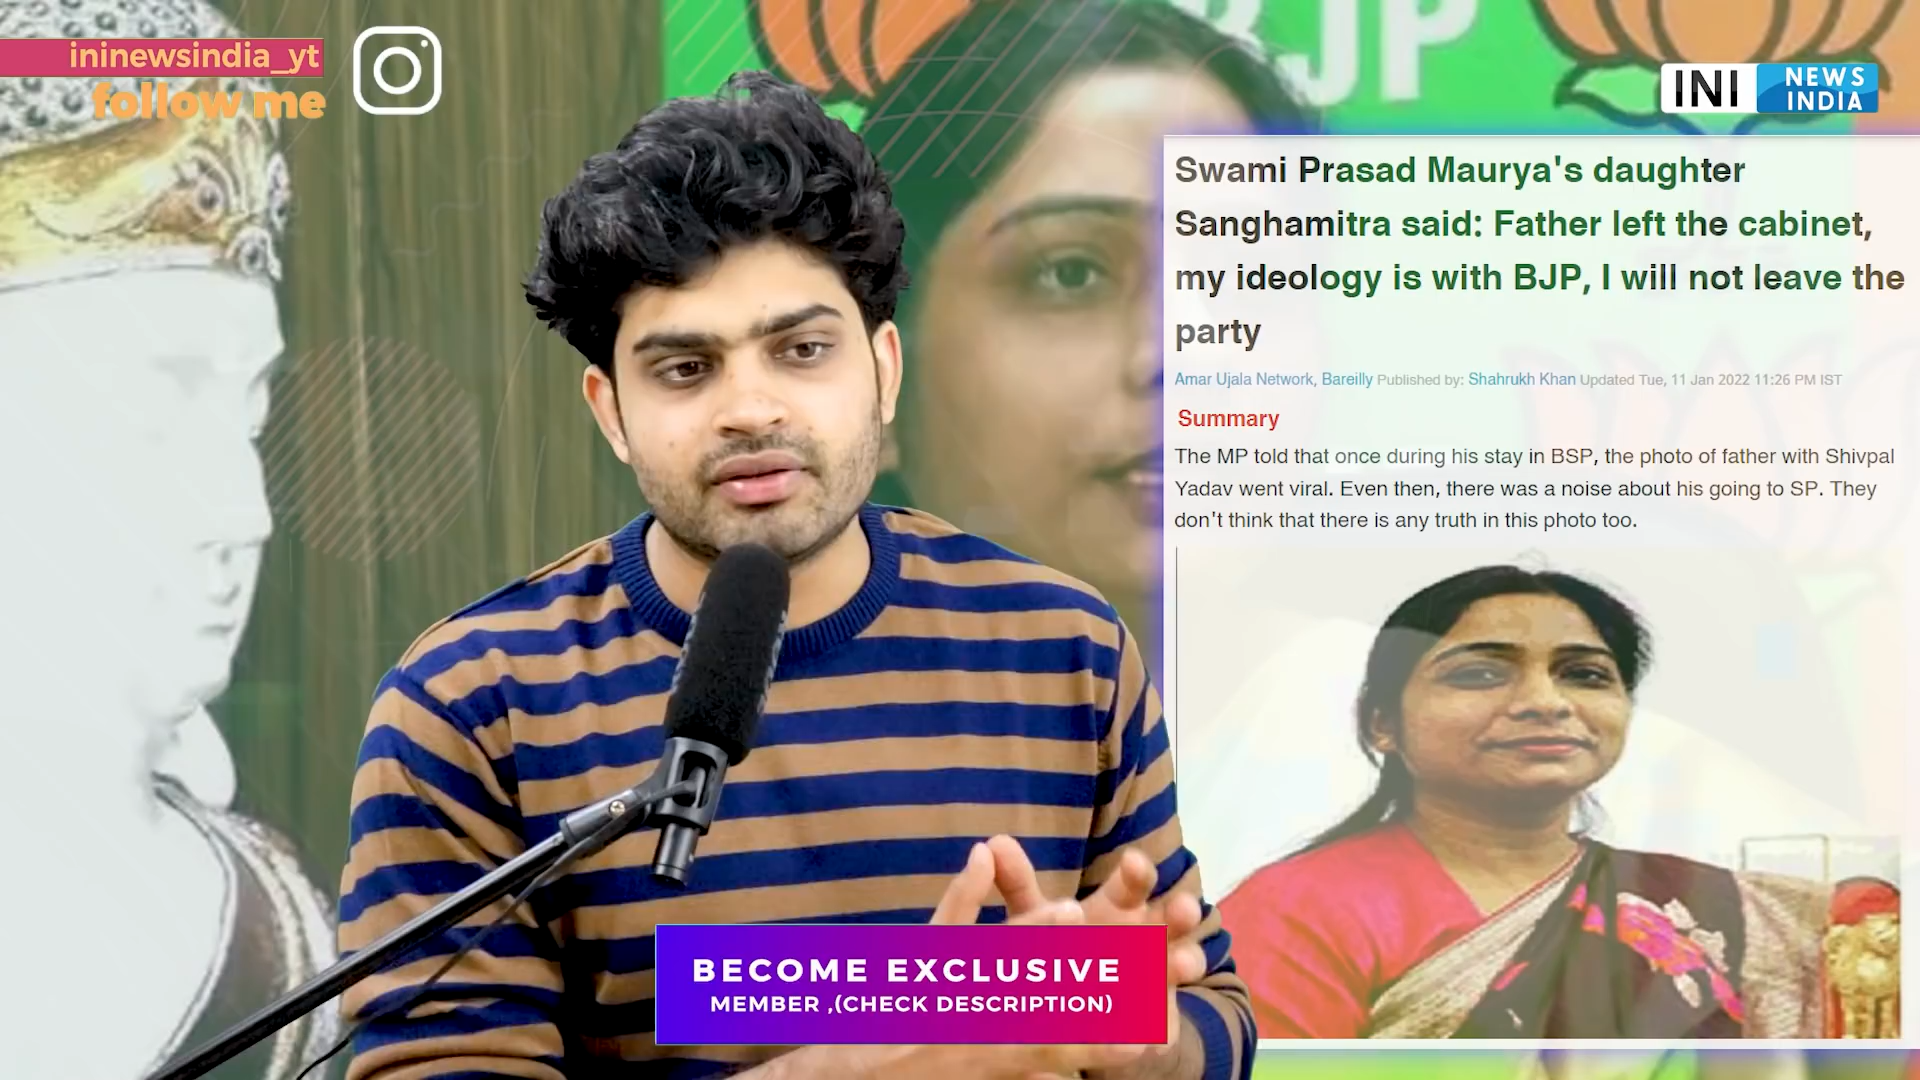 ininewsindia_yt
follow me
BJP
INI NEWS
INDIA
Swami Prasad Maurya's daughter
Sanghamitra said: Father left the cabinet,
my ideology is with BJP, I will not leave the
party
Amar Ujala Network, Bareilly Published by: Shahrukh Khan Updated Tue, 11 Jan 2022 11:26 PM IST
Summary
The MP told that once during his stay in BSP, the photo of father with Shivpal
Yadav went viral. Even then, there was a noise about his going to SP. They
don't think that there is any truth in this photo too.
BECOME EXCLUSIVE
MEMBER ,(CHECK DESCRIPTION)